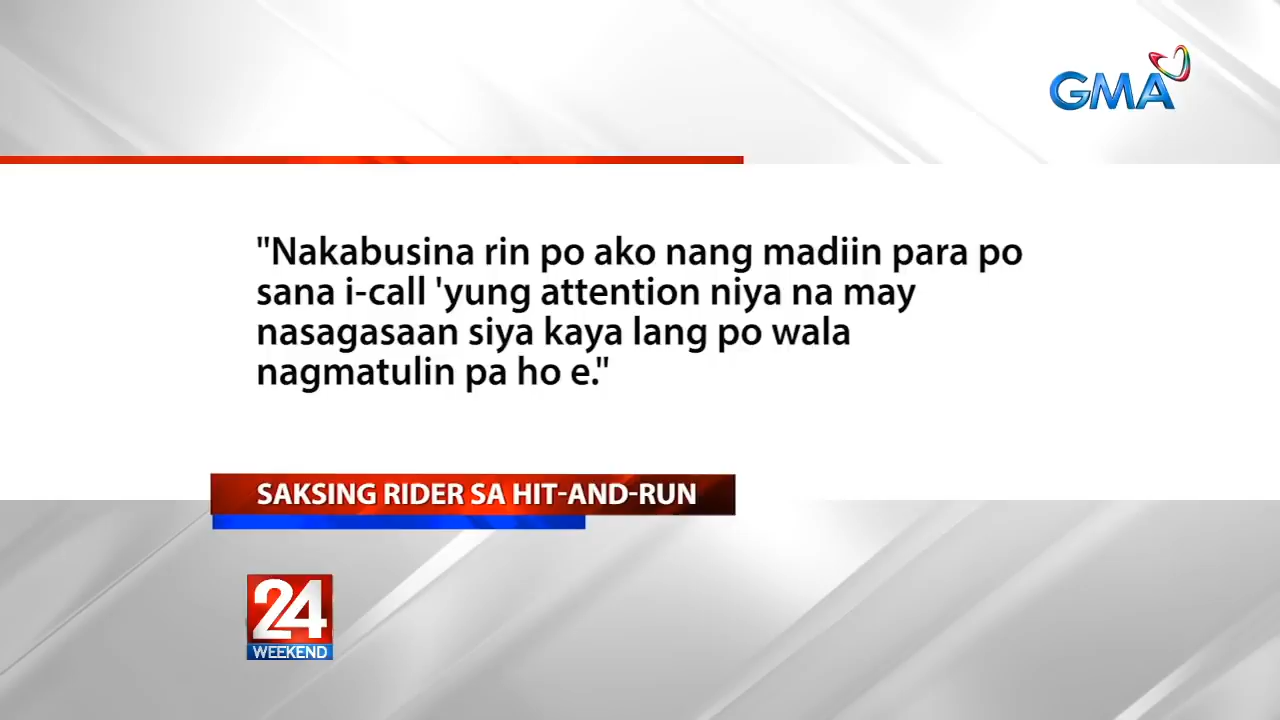 GMA
"Nakabusina rin po ako nang madiin para po
sana i-call 'yung attention niya na may
nasagasaan siya kaya lang po wala
nagmatulin pa ho e."
SAKSING RIDER SA HIT-AND-RUN
24
WEEKEND